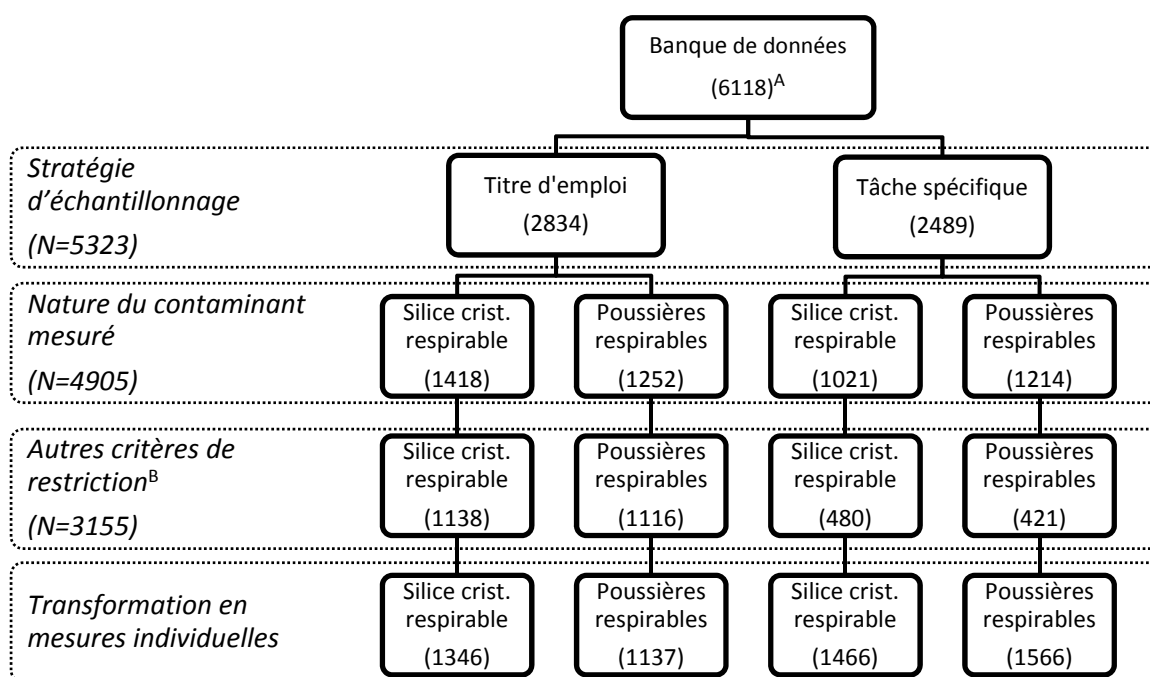 Banque de données
(6118)A
Stratégie
d'échantillonnage
(N=5323)
Titre d'emploi
(2834)
Tâche spécifique
(2489)
Nature du contaminant
mesuré
(N=4905)
Silice crist.
respirable
(1418)
Poussières
respirables
(1252)
Silice crist.
respirable
(1021)
Poussières
respirables
(1214)
Autres critères de
restrictionB
(N=3155)
Silice crist.
respirable
(1138)
Poussières
respirables
(1116)
Silice crist.
respirable
(480)
Poussières
respirables
(421)
Transformation en
mesures individuelles
Silice crist.
respirable
(1346)
Poussières
respirables
(1137)
Silice crist.
respirable
(1466)
Poussières
respirables
(1566)